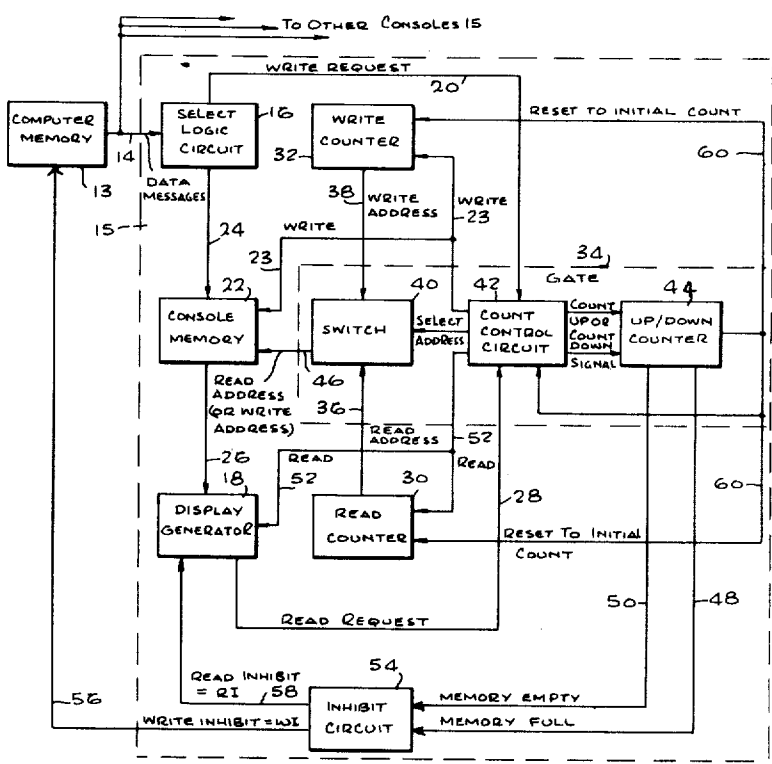 TO OTHER CONSOLES 15
WRITE REQUEST
20
COMPUTER
MEMORY
13
14
DATA
MESSAGES
SELECT
LOGIC
CIRCUIT
16
WRITE
COUNTER
32
RESET TO INITIAL COUNT
60
15
24
38
WRITE
ADDRESS
WRITE
23
WRITE
23
34
GATE
22
CONSOLE
MEMORY
40
SWITCH
SELECT
ADDRESS
42
COUNT
CONTROL
CIRCUIT
COUNT
UP OR
COUNT
DOWN
SIGNAL
44
UP/DOWN
COUNTER
46
READ
ADDRESS
(OR WRITE
ADDRESS)
36
READ
ADDRESS
52
READ
26
18
READ
52
DISPLAY
GENERATOR
30
READ
COUNTER
28
60
RESET TO INITIAL
COUNT
READ REQUEST
50
48
56
READ INHIBIT
= RI
58
WRITE INHIBIT=WI
54
INHIBIT
CIRCUIT
MEMORY EMPTY
MEMORY FULL